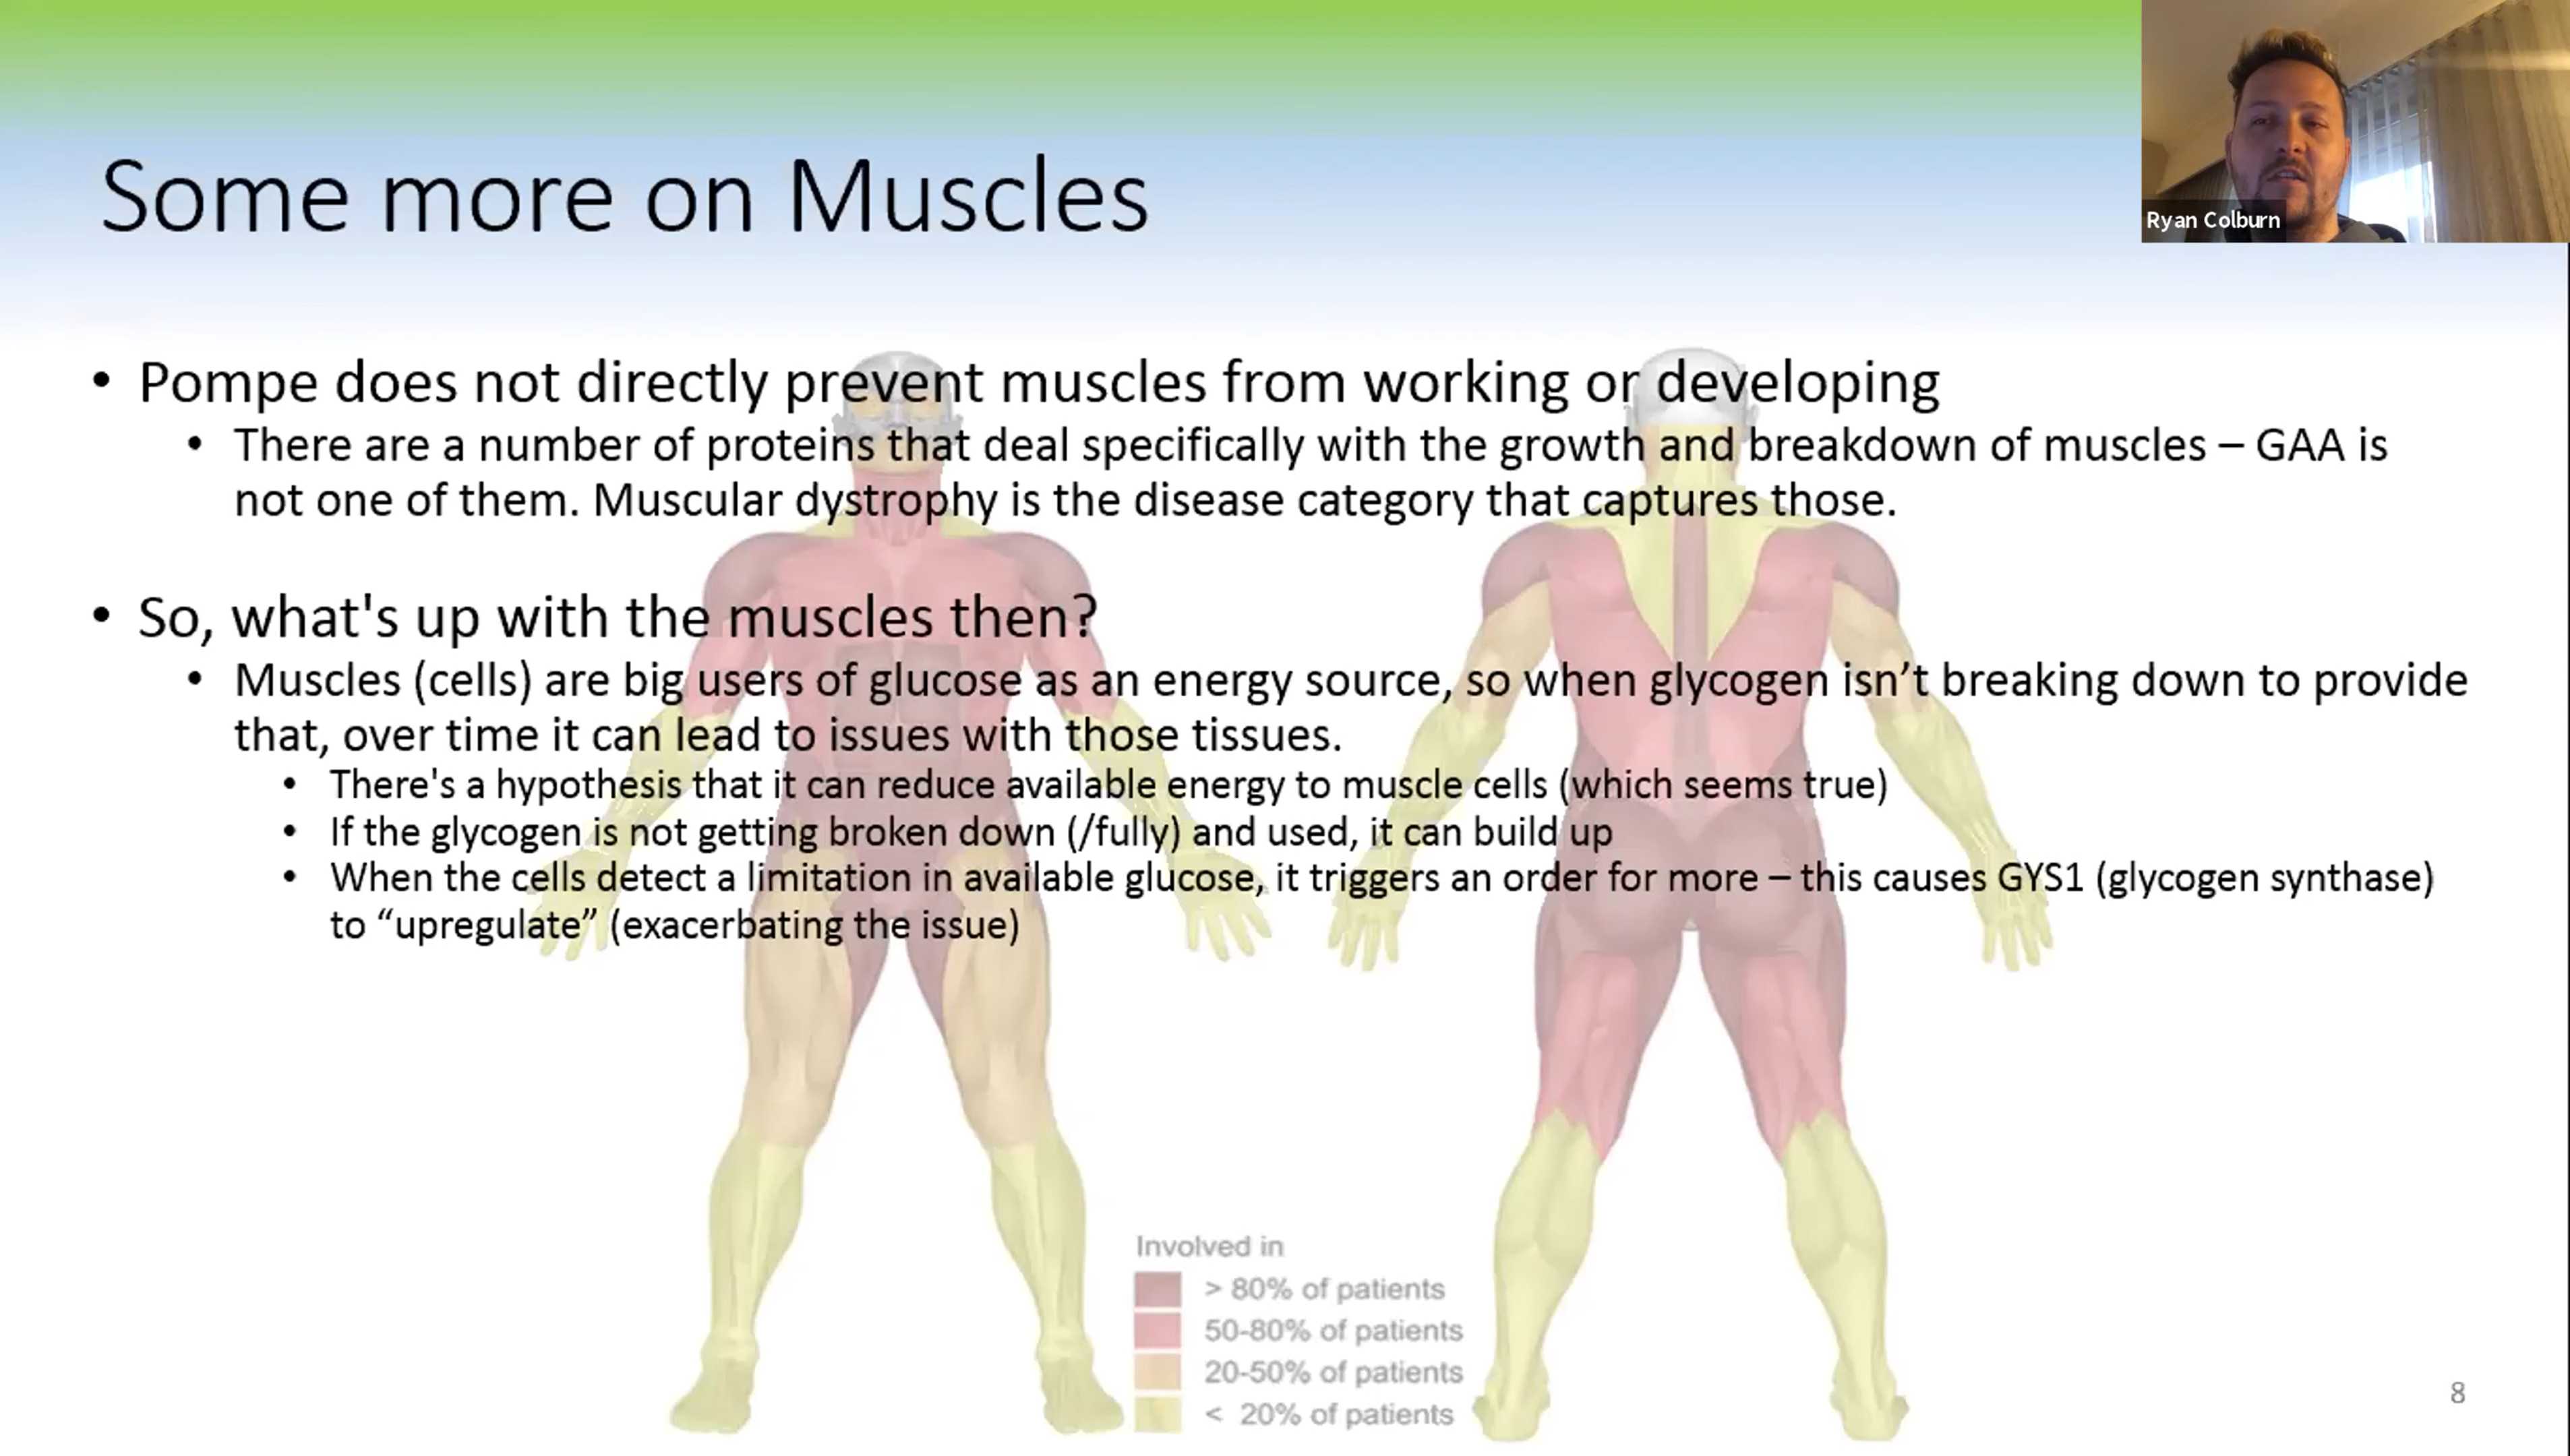 Some more on Muscles
Ryan Colburn
• Pompe does not directly prevent muscles from working or developing
• There are a number of proteins that deal specifically with the growth and breakdown of muscles – GAA is
not one of them. Muscular dystrophy is the disease category that captures those.
• So, what's up with the muscles then?
• Muscles (cells) are big users of glucose as an energy source, so when glycogen isn’t breaking down to provide
that, over time it can lead to issues with those tissues.
• There's a hypothesis that it can reduce available energy to muscle cells (which seems true)
• If the glycogen is not getting broken down (/fully) and used, it can build up
• When the cells detect a limitation in available glucose, it triggers an order for more – this causes GYS1 (glycogen synthase)
to “upregulate” (exacerbating the issue)
Involved in
> 80% of patients
50-80% of patients
20-50% of patients
< 20% of patients
8